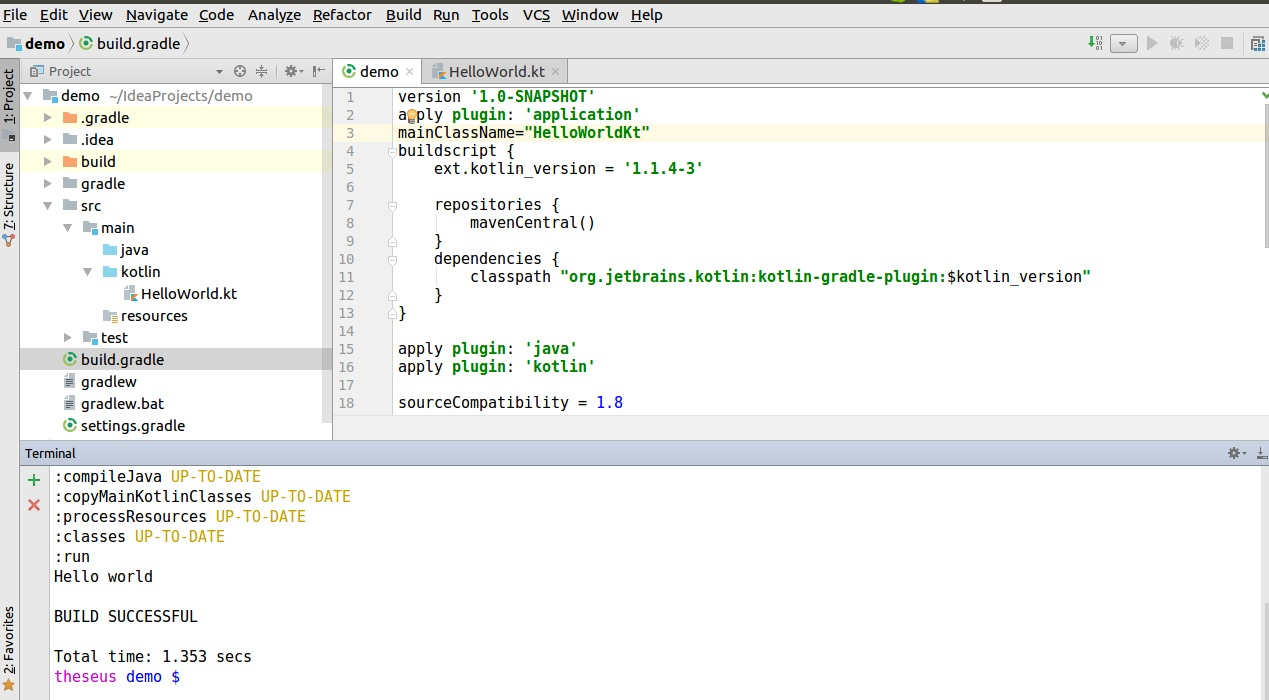 File Edit View Navigate Code Analyze Refactor Build Run Tools VCS Window Help
demo build.gradle
1: Project
7: Structure
2: Favorites
Project
demo ~/IdeaProjects/demo
.gradle
.idea
build
gradle
src
main
java
kotlin
HelloWorld.kt
resources
test
build.gradle
gradlew
gradlew.bat
settings.gradle
demo HelloWorld.kt
1 version '1.0-SNAPSHOT'
2 apply plugin: 'application'
3 mainClassName="HelloWorldKt"
4 buildscript {
5 ext.kotlin_version = '1.1.4-3'
6
7 repositories {
8 mavenCentral()
9 }
10 dependencies {
11 classpath "org.jetbrains.kotlin:kotlin-gradle-plugin:$kotlin_version"
12 }
13 }
14
15 apply plugin: 'java'
16 apply plugin: 'kotlin'
17
18 sourceCompatibility = 1.8
Terminal
:compileJava UP-TO-DATE
:copyMainKotlinClasses UP-TO-DATE
:processResources UP-TO-DATE
:classes UP-TO-DATE
:run
Hello world
BUILD SUCCESSFUL
Total time: 1.353 secs
theseus demo $